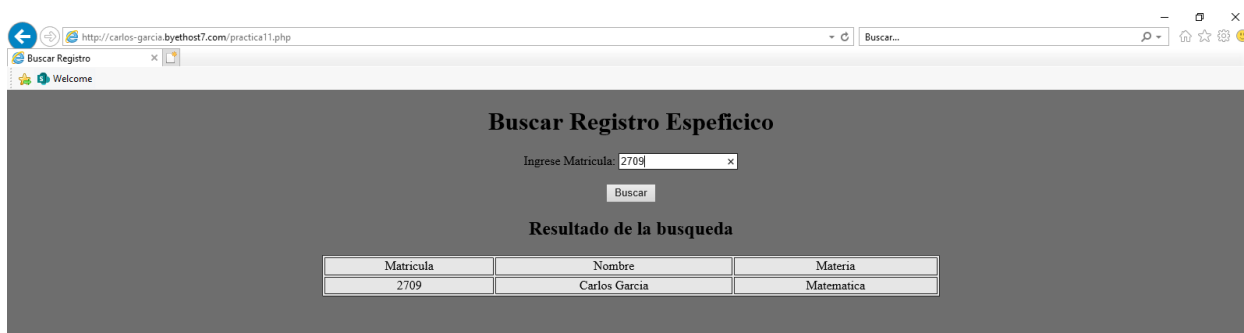 http://carlos-garcia.byethost7.com/practica11.php
Buscar...
Buscar Registro
Welcome
Buscar Registro Espeficico
Ingrese Matricula: 2709
Buscar
Resultado de la busqueda
Matricula Nombre Materia
2709 Carlos Garcia Matematica